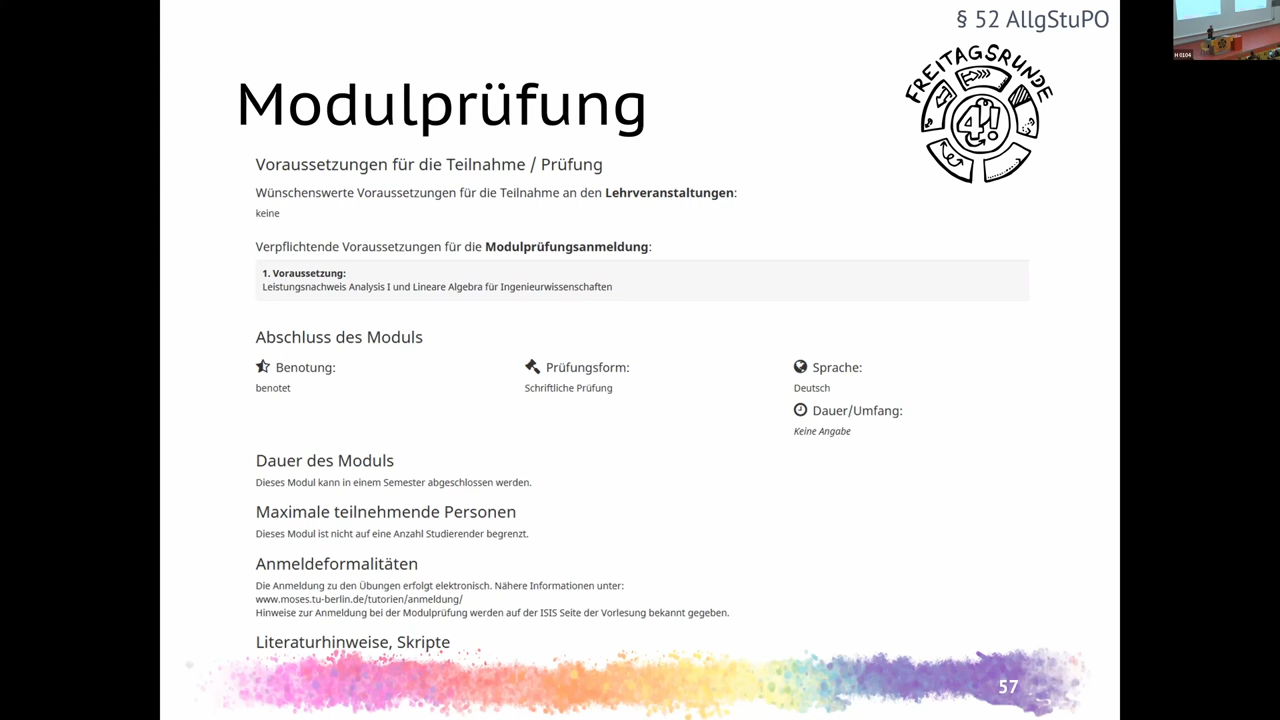 § 52 AllgStuPO
H 0104
FREITAGSRUNDE
4!
Modulprüfung
Voraussetzungen für die Teilnahme / Prüfung
Wünschenswerte Voraussetzungen für die Teilnahme an den Lehrveranstaltungen:
keine
Verpflichtende Voraussetzungen für die Modulprüfungsanmeldung:
1. Voraussetzung:
Leistungsnachweis Analysis I und Lineare Algebra für Ingenieurwissenschaften
Abschluss des Moduls
Benotung:
benotet
Prüfungsform:
Schriftliche Prüfung
Sprache:
Deutsch
Dauer/Umfang:
Keine Angabe
Dauer des Moduls
Dieses Modul kann in einem Semester abgeschlossen werden.
Maximale teilnehmende Personen
Dieses Modul ist nicht auf eine Anzahl Studierender begrenzt.
Anmeldeformalitäten
Die Anmeldung zu den Übungen erfolgt elektronisch. Nähere Informationen unter:
www.moses.tu-berlin.de/tutorien/anmeldung/
Hinweise zur Anmeldung bei der Modulprüfung werden auf der ISIS Seite der Vorlesung bekannt gegeben.
Literaturhinweise, Skripte
57